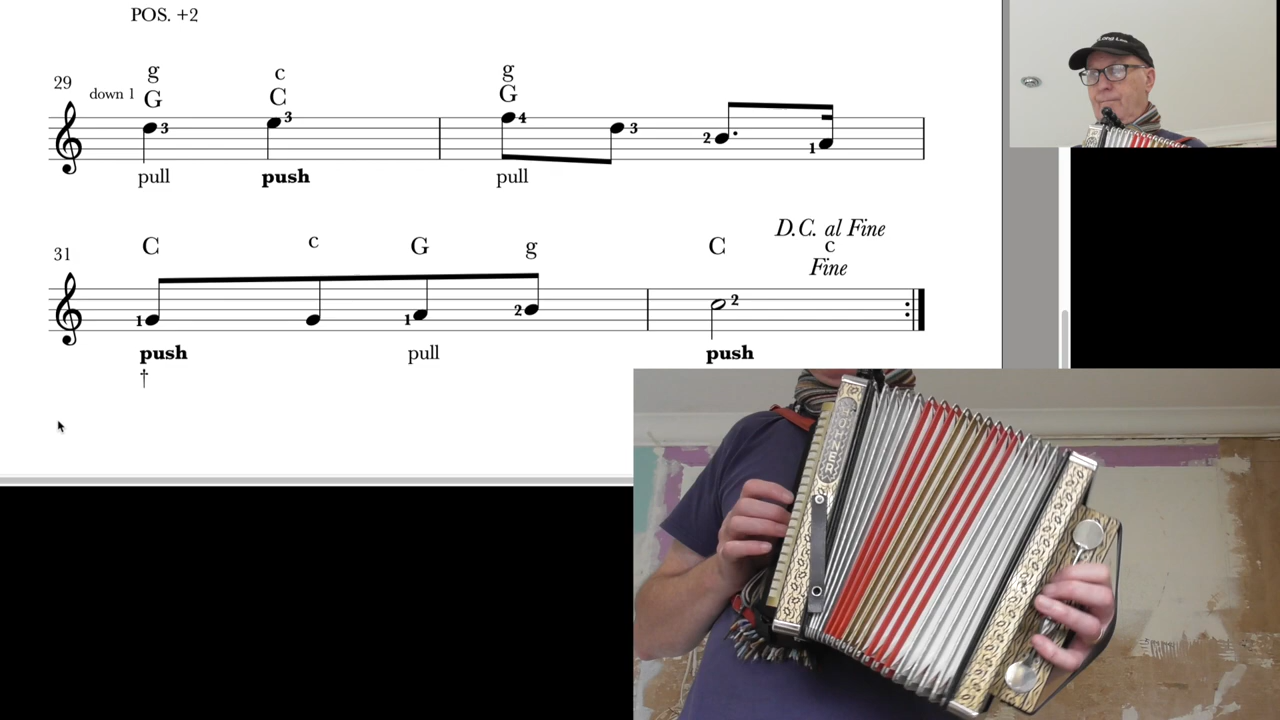 POS. +2
g c g
29 down 1 G C G
3 3 4 3 2 1
pull push pull
D.C. al Fine
31 C c G g C c
Fine
1 1 2 2
push pull push
†
HOHNER